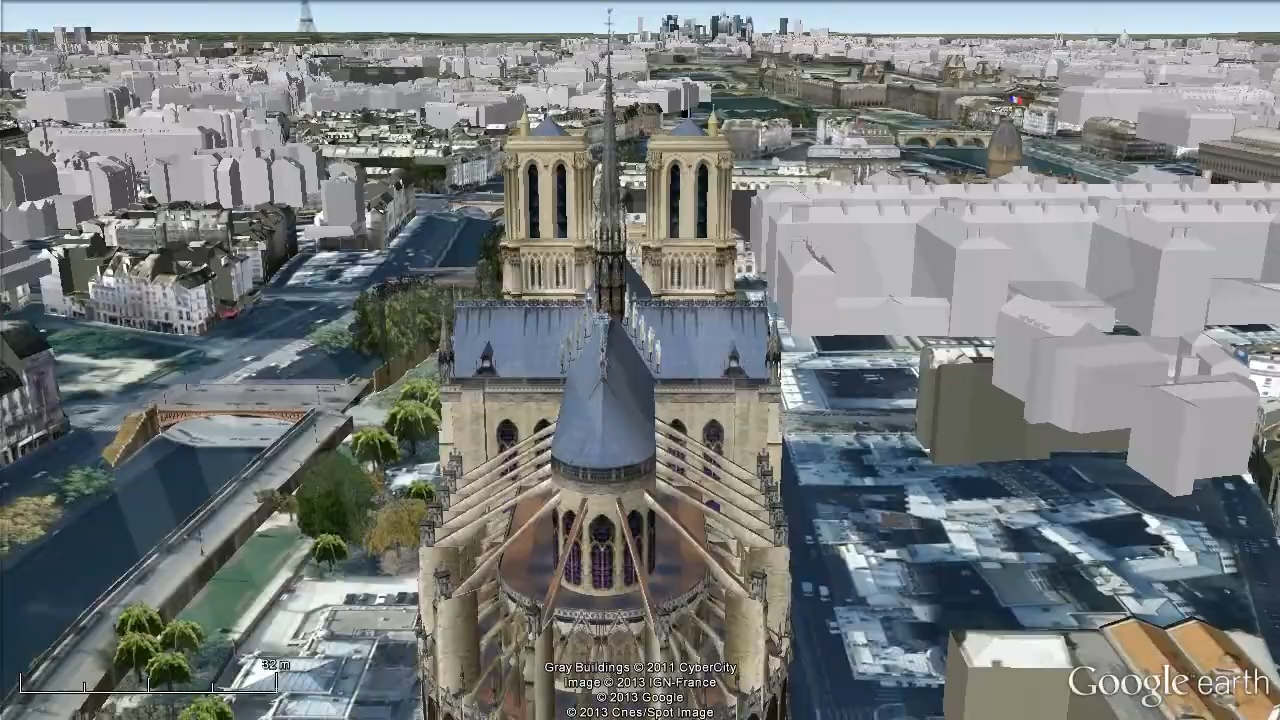 32 m
Gray Buildings © 2011 CyberCity
Image © 2013 IGN-France
© 2013 Google
© 2013 Cnes/Spot Image
Google earth